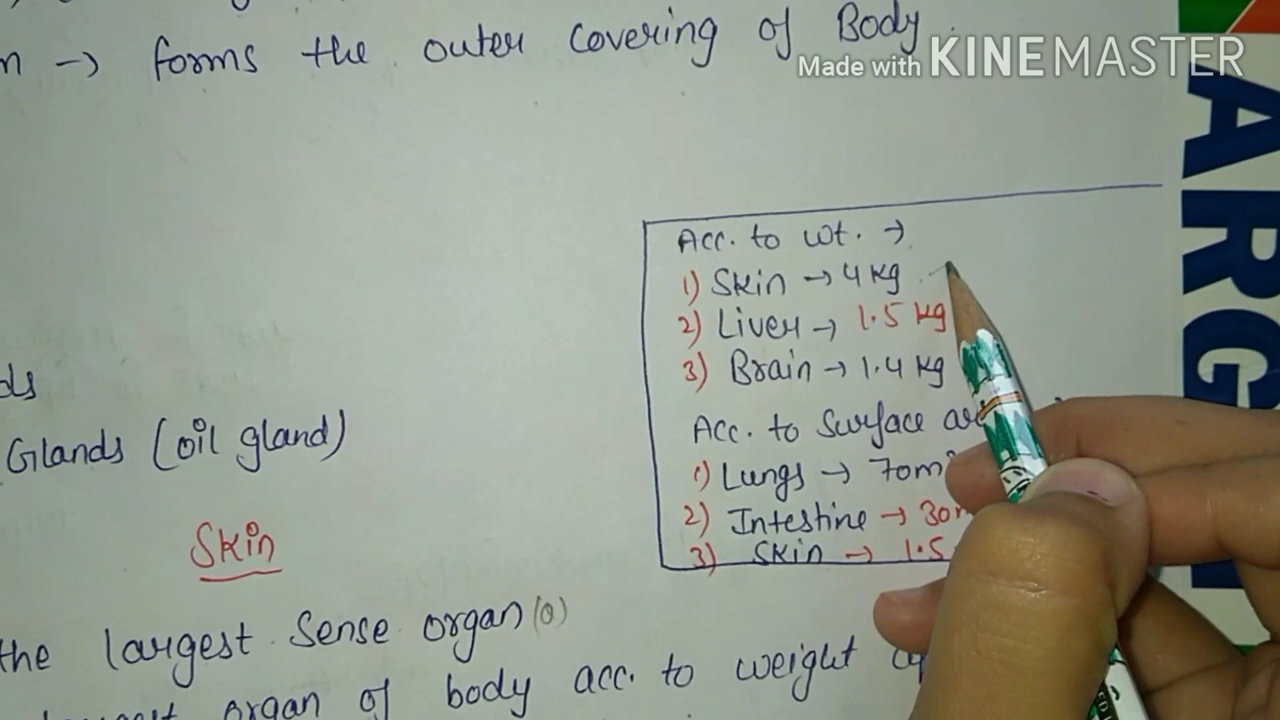 n → forms the outer covering of Body.
Made with KINEMASTER
ARG
Acc. to wt. →
1) Skin → 4 kg
2) Liver → 1.5 kg
3) Brain → 1.4 kg
ds
Glands (oil gland)
Acc. to Surface
1) Lungs → 70m
2) Intestine → 30
3) Skin → 1.5
Skin
the largest Sense organ (o)
organ of body acc. to weight